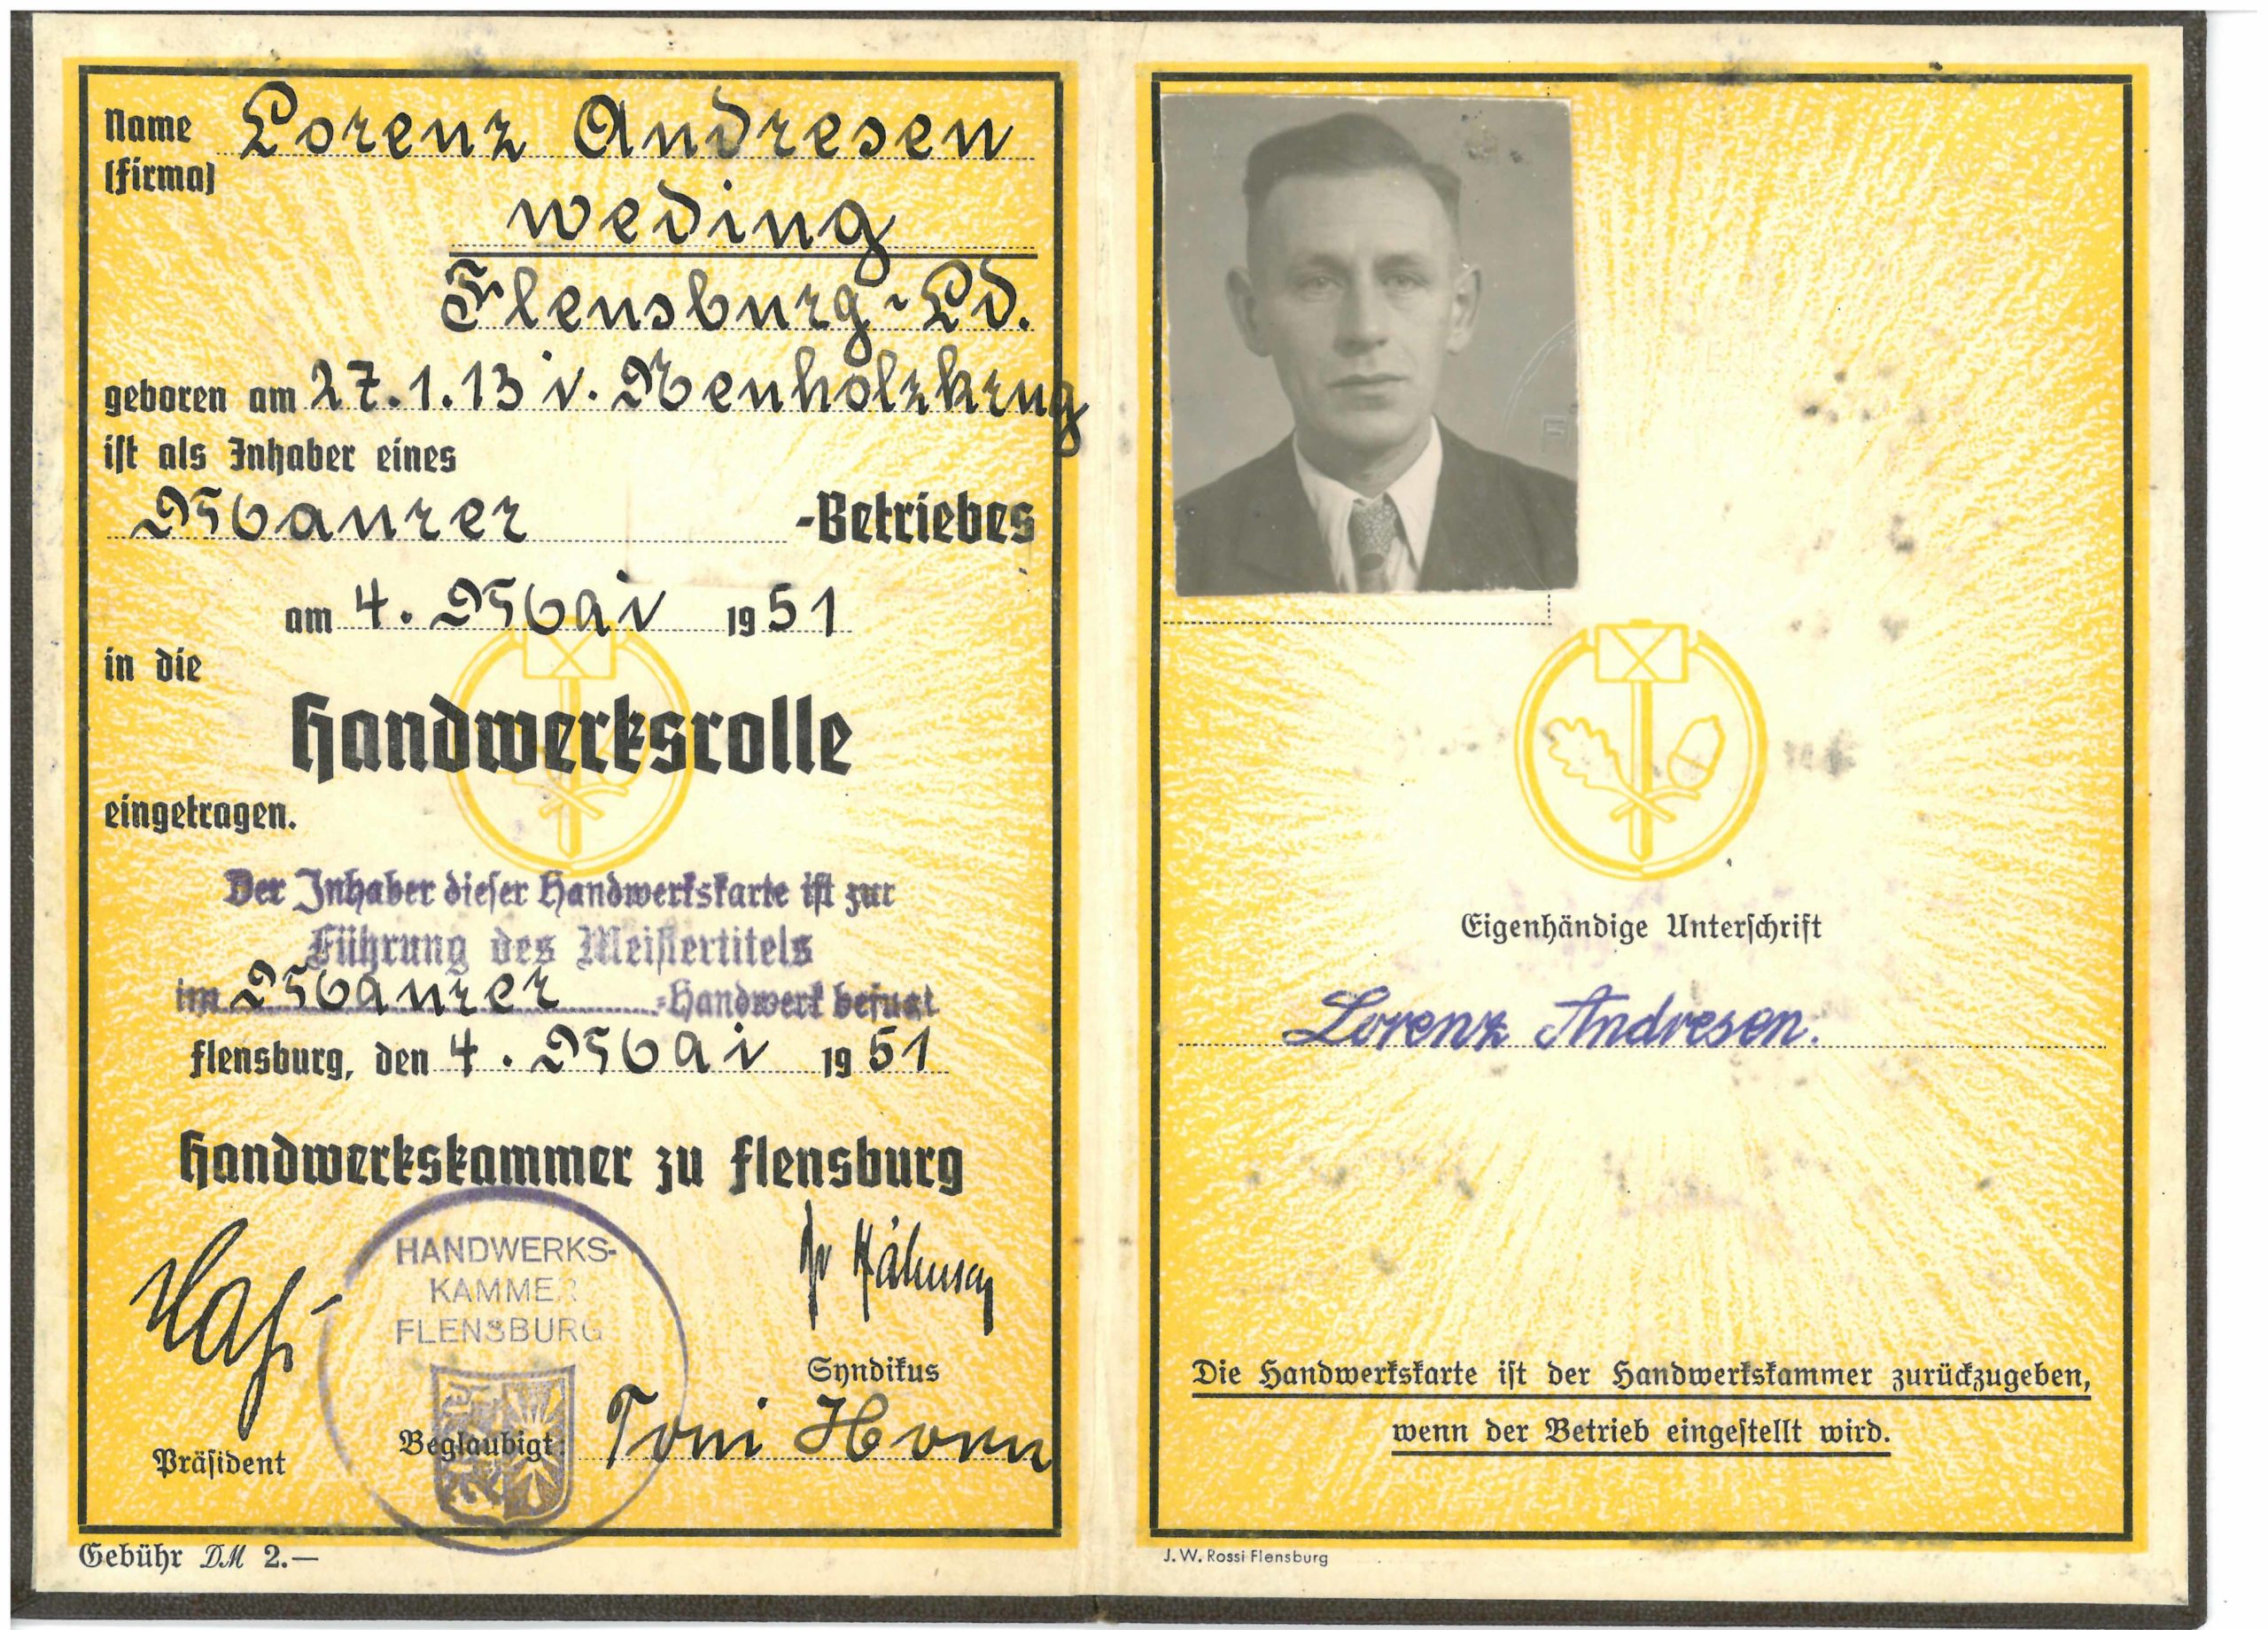 Name Lorenz Andresen
(Firma)
Weding
Flensburg-Ld.
geboren am 27.1.13 i. Menholzkrug
ist als Inhaber eines
Maurer -Betriebes
am 4. Mai 1951
in die
Handwerksrolle
eingetragen.
Der Inhaber dieser Handwerkskarte ist zur
Führung des Meistertitels
im Maurer -Handwerk befugt
Flensburg, den 4. Mai 1951
Handwerkskammer zu Flensburg
HANDWERKS-
KAMMER
FLENSBURG
Präsident
Syndikus
Beglaubigt: Toni Horn
Gebühr DM 2.—
Eigenhändige Unterschrift
Lorenz Andresen.
Die Handwerkskarte ist der Handwerkskammer zurückzugeben,
wenn der Betrieb eingestellt wird.
J. W. Rossi Flensburg